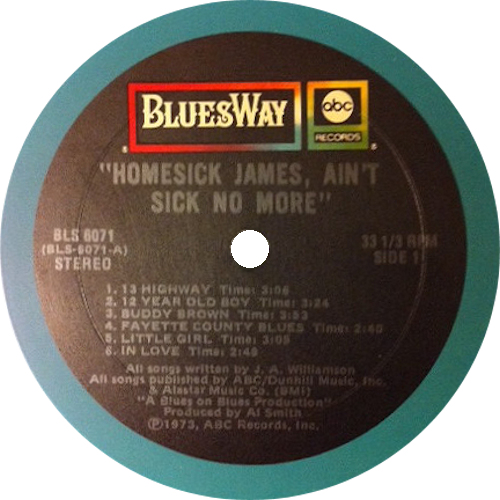 BLUESWAY
abc
RECORDS
"HOMESICK JAMES, AIN'T
SICK NO MORE"
BLS 6071
(BLS-6071-A)
STEREO
33 1/3 RPM
SIDE 1
1. 13 HIGHWAY Time: 3:06
2. 12 YEAR OLD BOY Time: 3:24
3. BUDDY BROWN Time: 3:53
4. FAYETTE COUNTY BLUES Time: 2:40
5. LITTLE GIRL Time: 3:05
6. IN LOVE Time: 2:49
All songs written by J. A. Williamson
All songs published by ABC/Dunhill Music, Inc.
& Alastar Music Co. (BMI)
"A Blues on Blues Production"
Produced by Al Smith
Ⓟ1973, ABC Records, Inc.